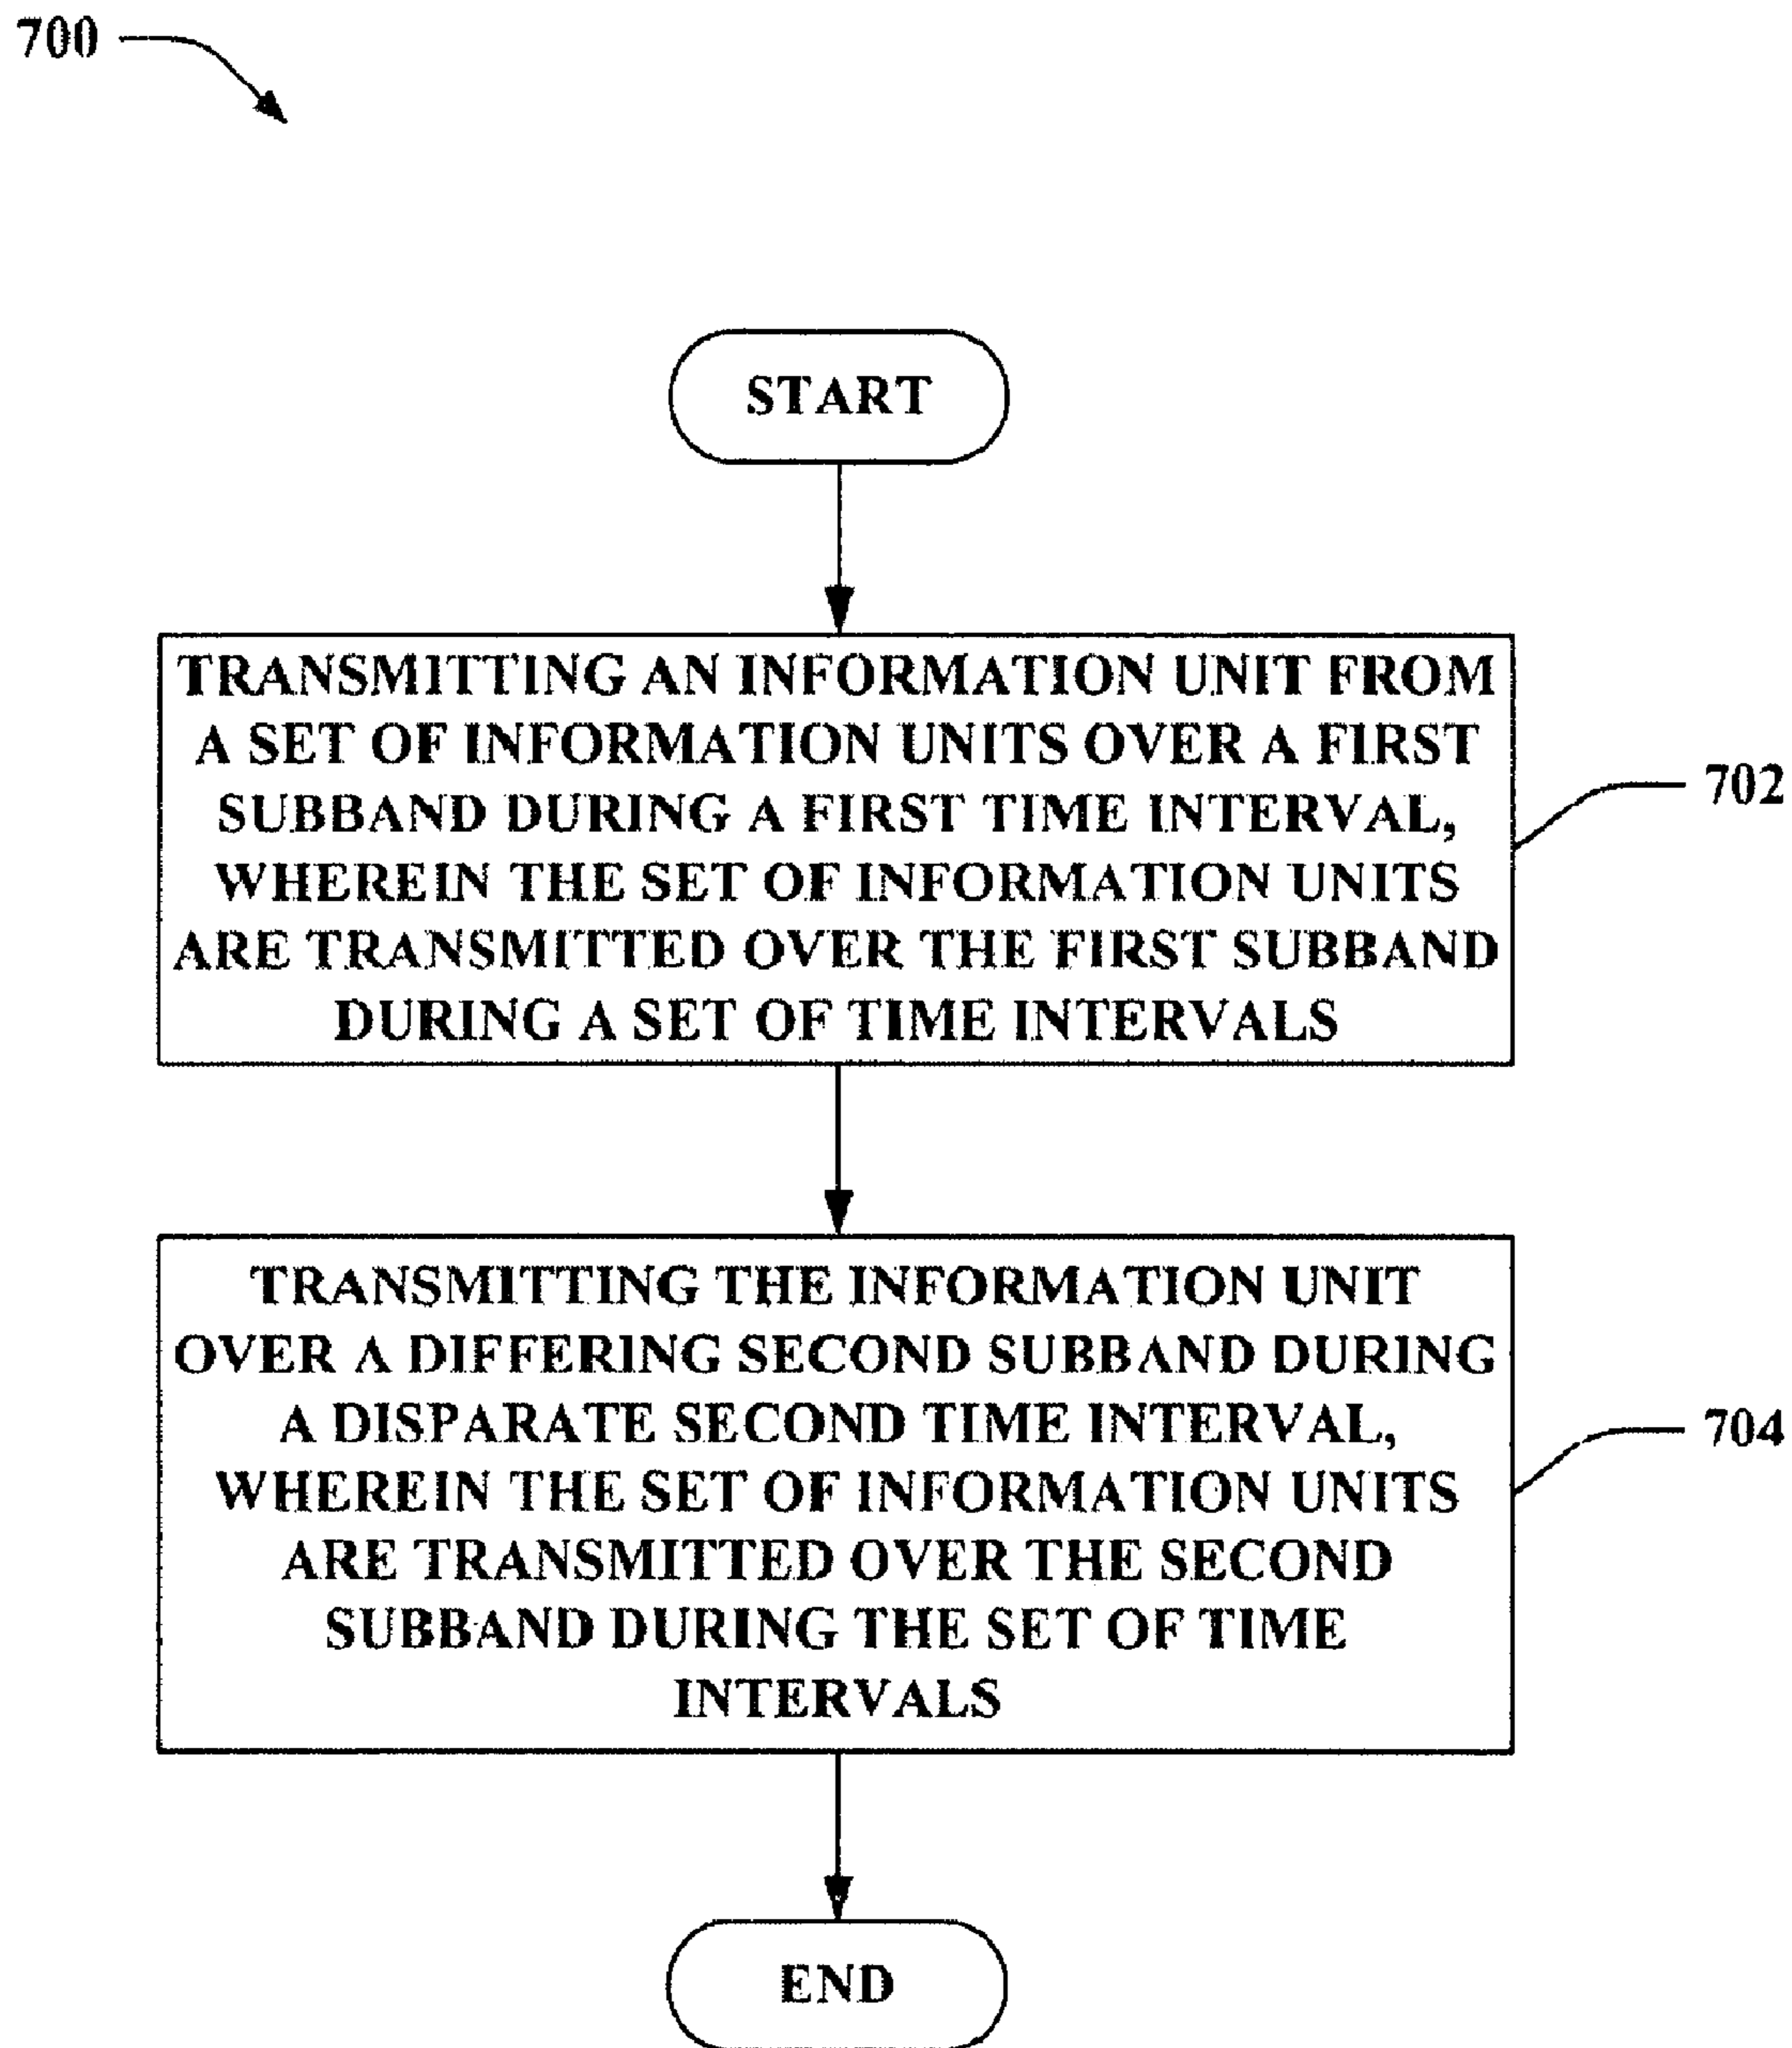 700
START
TRANSMITTING AN INFORMATION UNIT FROM
A SET OF INFORMATION UNITS OVER A FIRST
SUBBAND DURING A FIRST TIME INTERVAL,
WHEREIN THE SET OF INFORMATION UNITS
ARE TRANSMITTED OVER THE FIRST SUBBAND
DURING A SET OF TIME INTERVALS
702
TRANSMITTING THE INFORMATION UNIT
OVER A DIFFERING SECOND SUBBAND DURING
A DISPARATE SECOND TIME INTERVAL,
WHEREIN THE SET OF INFORMATION UNITS
ARE TRANSMITTED OVER THE SECOND
SUBBAND DURING THE SET OF TIME
INTERVALS
704
END